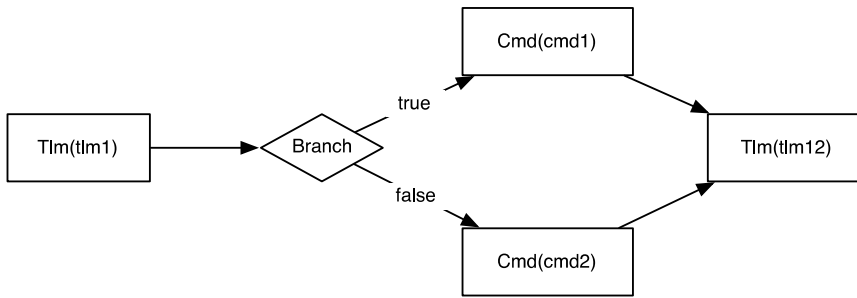 Cmd(cmd1)
true
Tlm(tlm1)
Branch
Tlm(tlm12)
false
Cmd(cmd2)